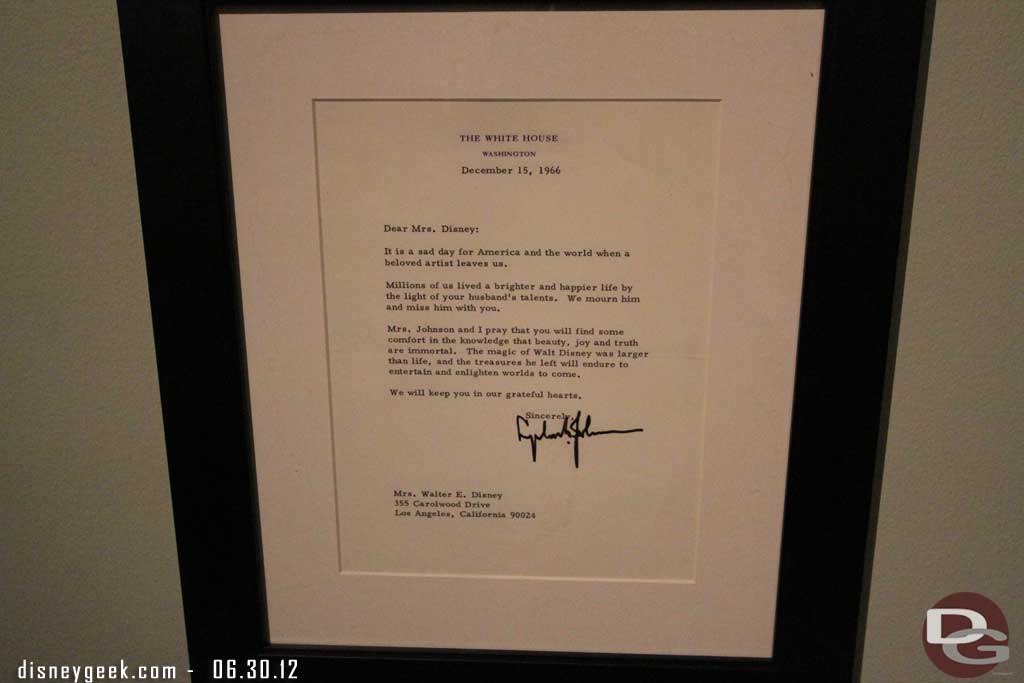 THE WHITE HOUSE
WASHINGTON
December 15, 1966
Dear Mrs. Disney:
It is a sad day for America and the world when a
beloved artist leaves us.
Millions of us lived a brighter and happier life by
the light of your husband's talents. We mourn him
and miss him with you.
Mrs. Johnson and I pray that you will find some
comfort in the knowledge that beauty, joy and truth
are immortal. The magic of Walt Disney was larger
than life, and the treasures he left will endure to
entertain and enlighten worlds to come.
We will keep you in our grateful hearts.
Sincerely,
Mrs. Walter E. Disney
355 Carolwood Drive
Los Angeles, California 90024
disneygeek.com - 06.30.12
DG